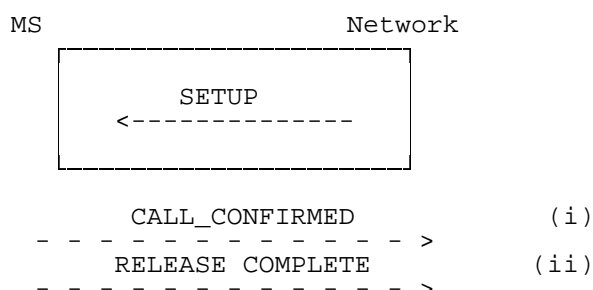 MS Network
SETUP
<--------------
CALL_CONFIRMED (i)
- - - - - - - - - - - - >
RELEASE COMPLETE (ii)
- - - - - - - - - - - - >